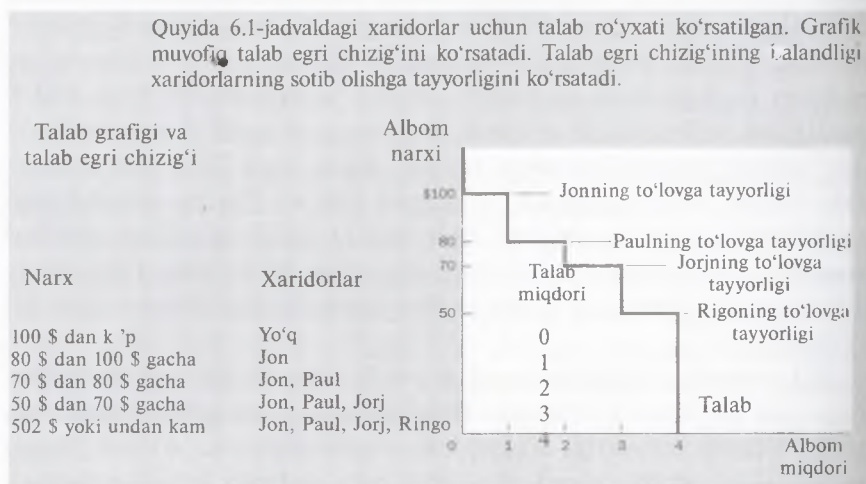 Quyida 6.1-jadvaldagi xaridorlar uchun talab ro‘yxati ko‘rsatilgan. Grafik
muvofiq talab egri chizig‘ini ko‘rsatadi. Talab egri chizig‘ining
xaridorlarning sotib olishga tayyorligini ko‘rsatadi.
Talab grafigi va
talab egri chizig‘i
Albom
narxi
$100
Jonning to‘lovga tayyorligi
80
Paulning to‘lovga tayyorligi
70
Jorjning to‘lovga
tayyorligi
50
Rigoning to‘lovga
tayyorligi
Narx
Xaridorlar
Talab
miqdori
100 $ dan k ’p
Yo‘q
0
80 $ dan 100 $ gacha
Jon
1
70 $ dan 80 $ gacha
Jon, Paul
2
50 $ dan 70 $ gacha
Jon, Paul, Jorj
3
502 $ yoki undan kam
Jon, Paul, Jorj, Ringo
4
Talab
0 1 2 3 4
Albom
miqdori